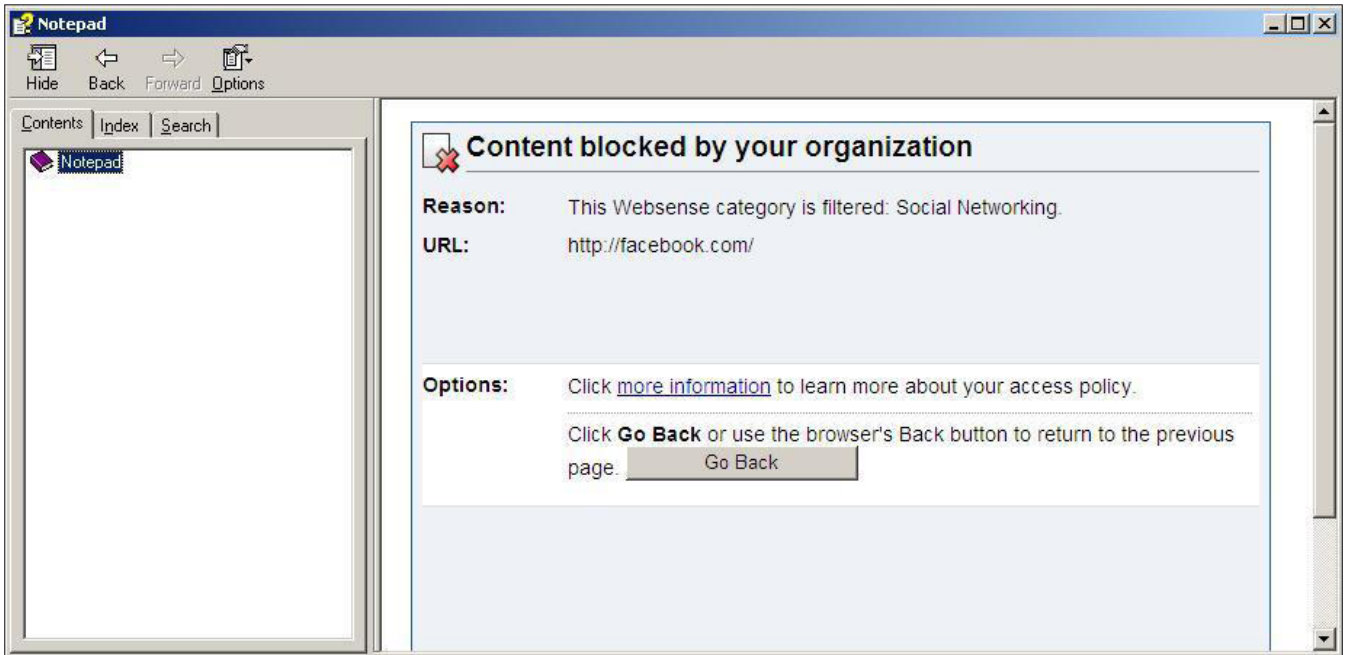 Notepad
Hide Back Forward Options
Contents Index Search
Notepad
Content blocked by your organization
Reason: This Websense category is filtered: Social Networking.
URL: http://facebook.com/
Options: Click more information to learn more about your access policy.
Click Go Back or use the browser's Back button to return to the previous
page. Go Back